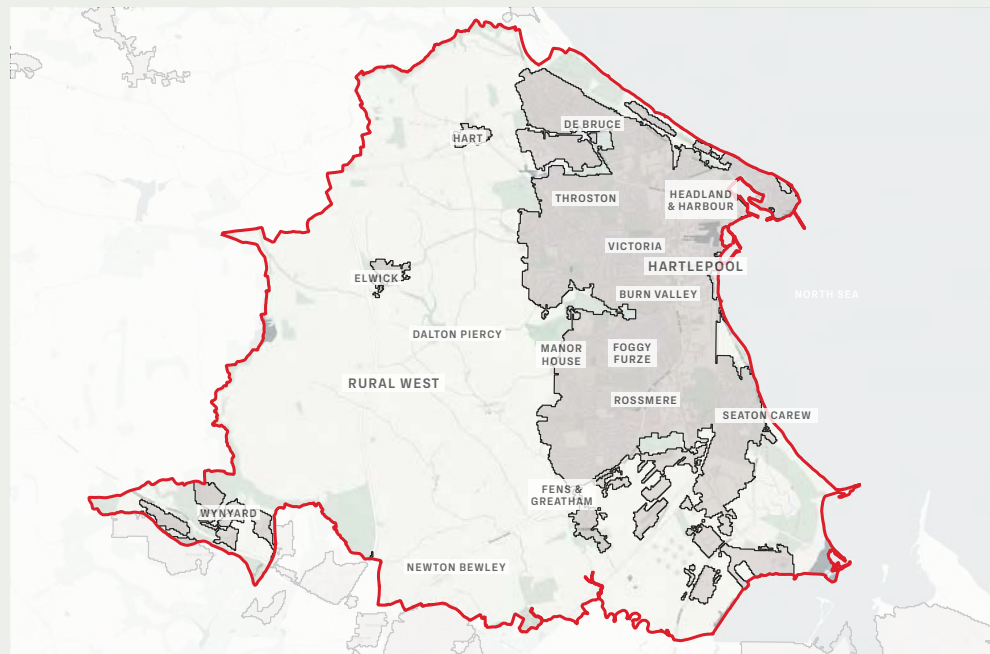 DE BRUCE
HART
THROSTON
HEADLAND
& HARBOUR
VICTORIA
HARTLEPOOL
ELWICK
BURN VALLEY
NORTH SEA
DALTON PIERCY
MANOR
HOUSE
FOGGY
FURZE
RURAL WEST
ROSSMERE
SEATON CAREW
FENS &
GREATHAM
WYNYARD
NEWTON BEWLEY